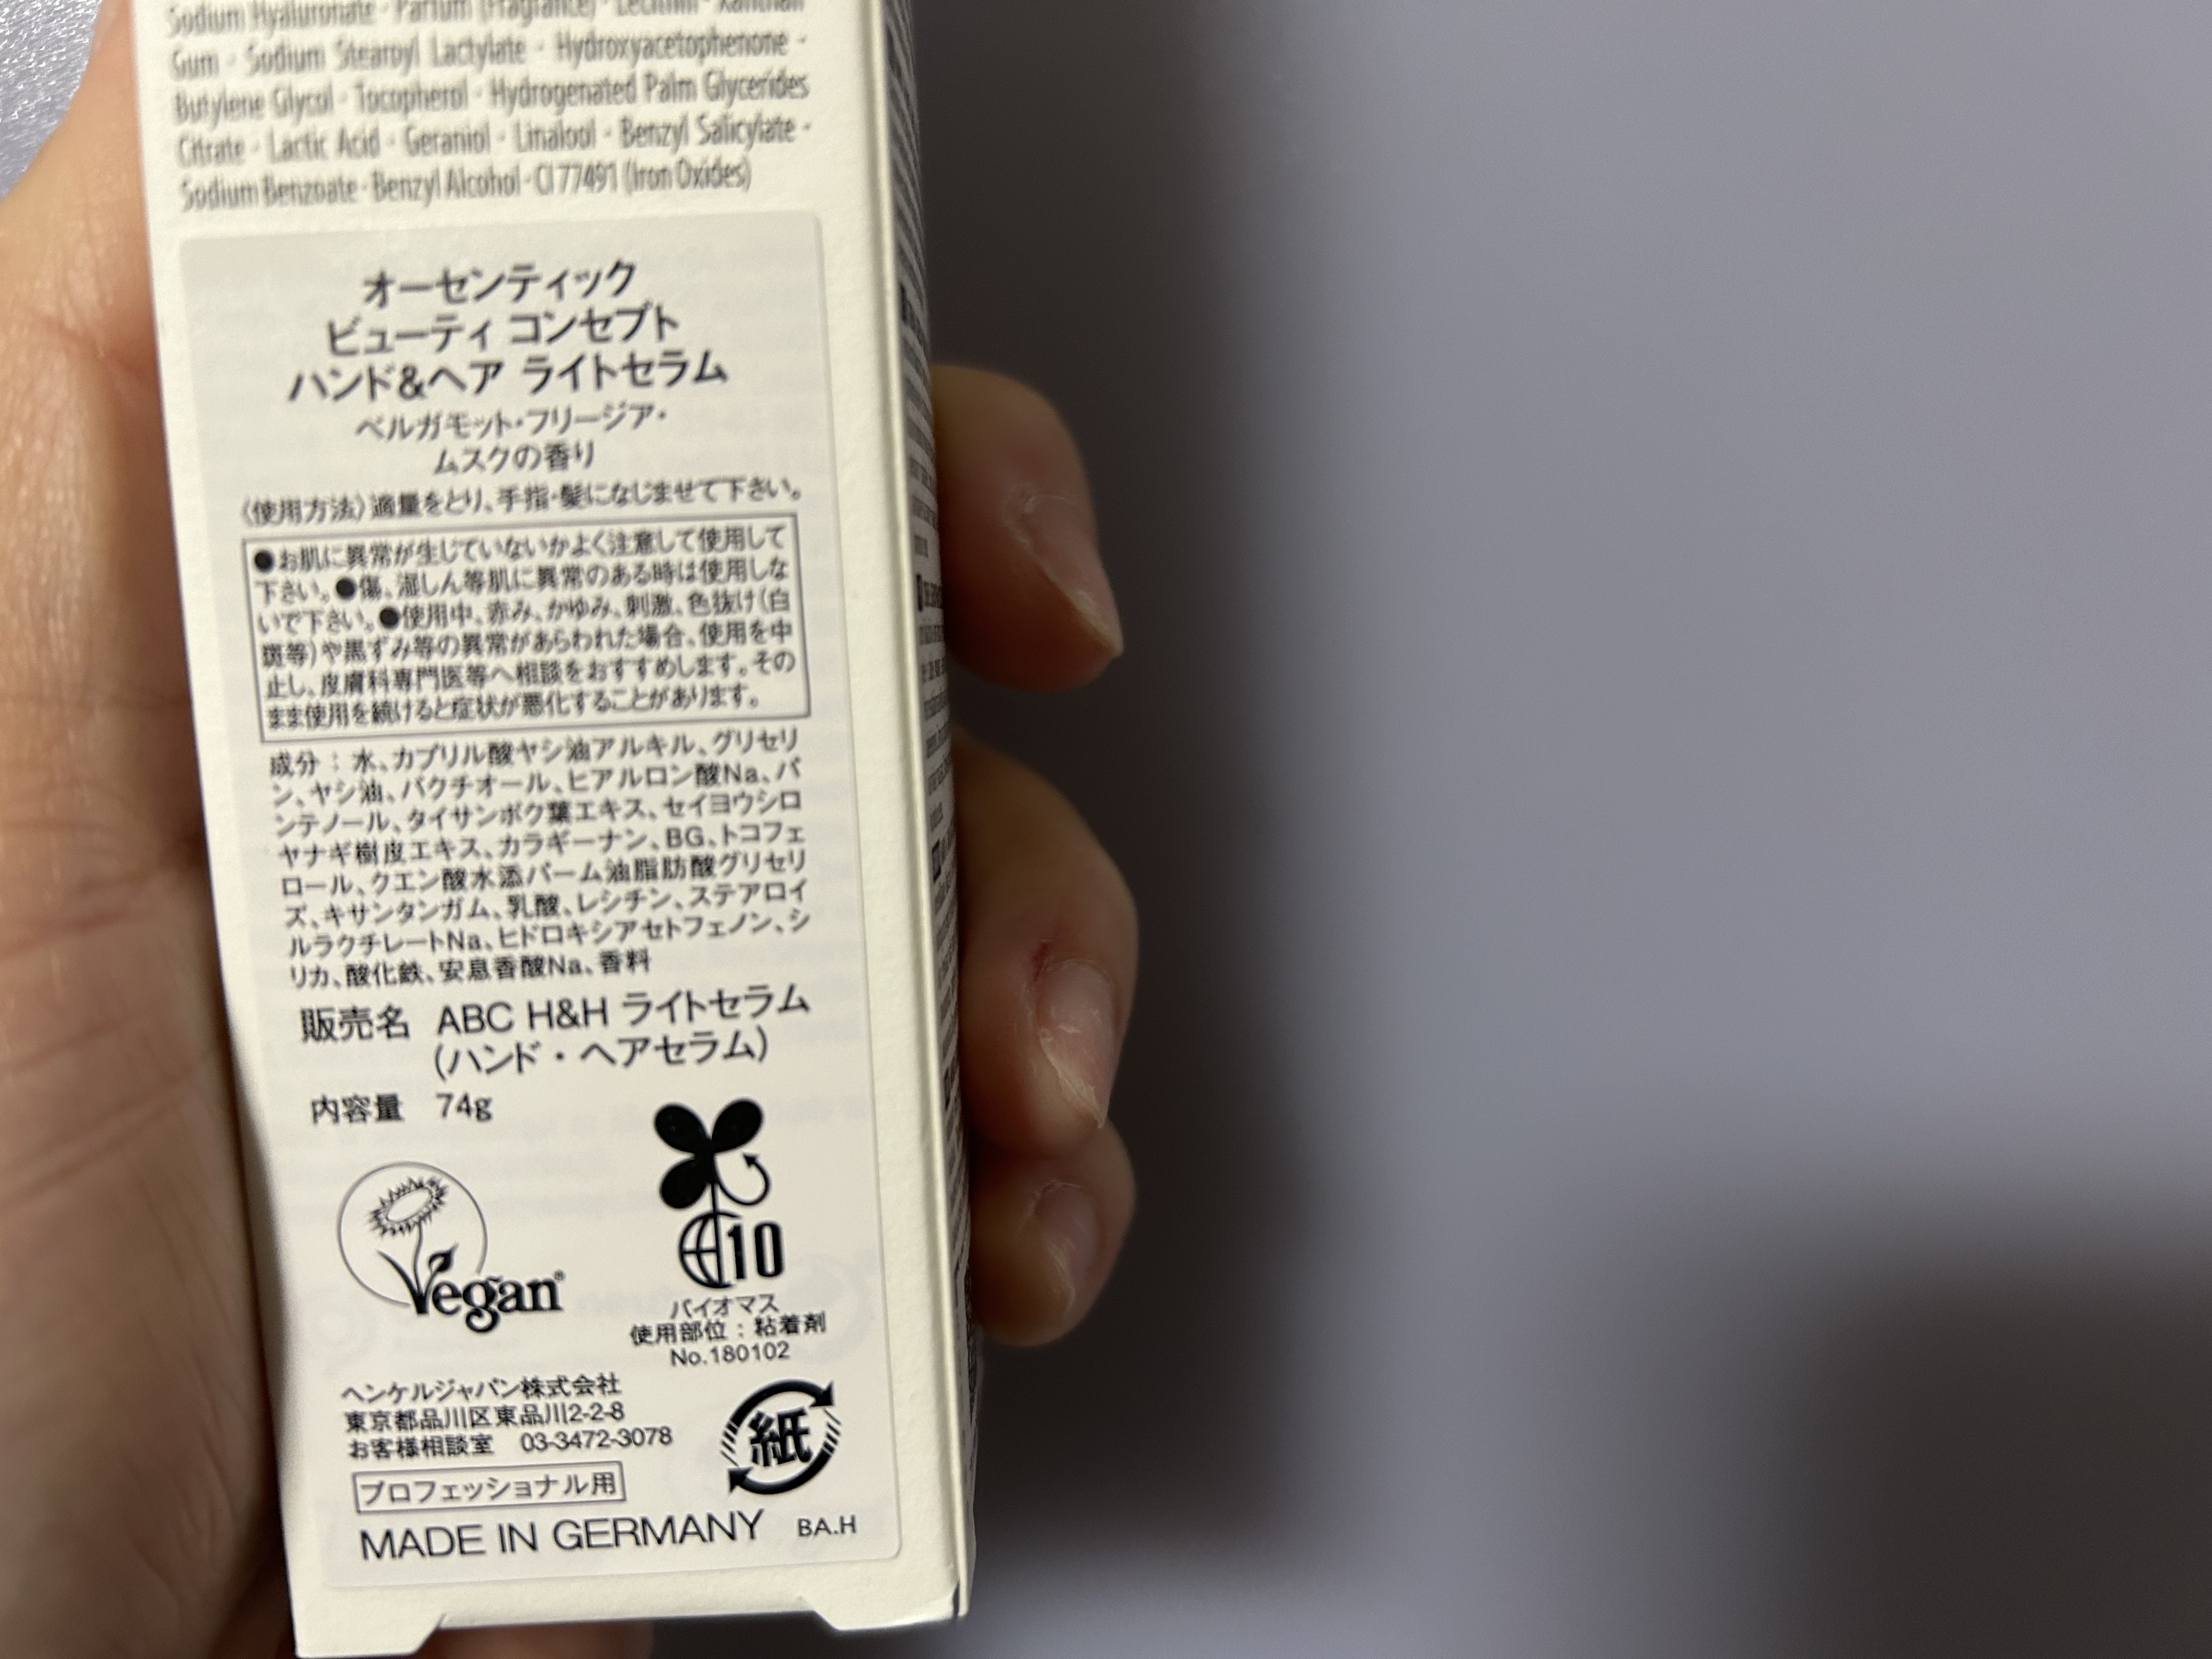 Sodium Hyaluronate · Parfum (Fragrance) · Lecithin · Xanthan
Gum · Sodium Stearoyl Lactylate · Hydroxyacetophenone ·
Butylene Glycol · Tocopherol · Hydrogenated Palm Glycerides
Citrate · Lactic Acid · Geraniol · Linalool · Benzyl Salicylate ·
Sodium Benzoate · Benzyl Alcohol · CI 77491 (Iron Oxides)
オーセンティック
ビューティ コンセプト
ハンド&ヘア ライトセラム
ベルガモット・フリージア・
ムスクの香り
〈使用方法〉適量をとり、手指・髪になじませて下さい。
●お肌に異常が生じていないかよく注意して使用して
下さい。●傷、湿しん等肌に異常のある時は使用しな
いで下さい。●使用中、赤み、かゆみ、刺激、色抜け(白
斑等)や黒ずみ等の異常があらわれた場合、使用を中
止し、皮膚科専門医等へ相談をおすすめします。その
まま使用を続けると症状が悪化することがあります。
成分：水、カプリル酸ヤシ油アルキル、グリセリ
ン、ヤシ油、バクチオール、ヒアルロン酸Na、パ
ンテノール、タイサンボク葉エキス、セイヨウシロ
ヤナギ樹皮エキス、カラギーナン、BG、トコフェ
ロール、クエン酸水添パーム油脂肪酸グリセリ
ズ、キサンタンガム、乳酸、レシチン、ステアロイ
ルラクチレートNa、ヒドロキシアセトフェノン、シ
リカ、酸化鉄、安息香酸Na、香料
販売名 ABC H&H ライトセラム
(ハンド・ヘアセラム)
内容量 74g
Vegan®
10
バイオマス
使用部位：粘着剤
No.180102
ヘンケルジャパン株式会社
東京都品川区東品川2-2-8
お客様相談室 03-3472-3078
紙
プロフェッショナル用
MADE IN GERMANY BA.H